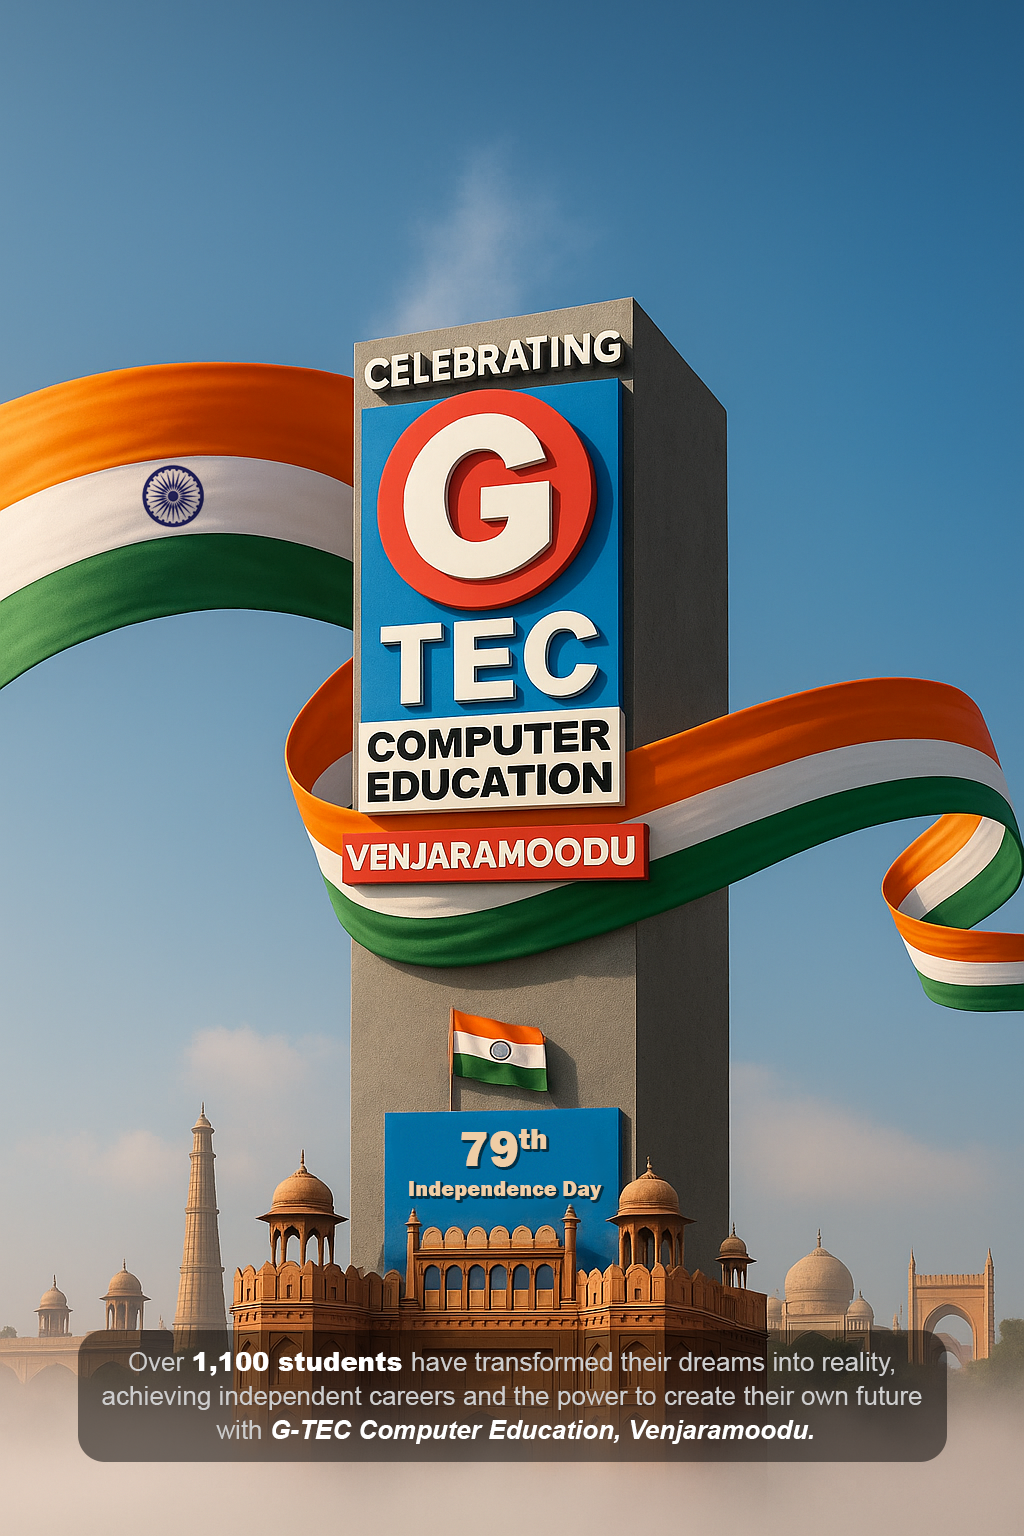 CELEBRATING
G
TEC
COMPUTER
EDUCATION
VENJARAMOODU
79th
Independence Day
Over 1,100 students have transformed their dreams into reality,
achieving independent careers and the power to create their own future
with G-TEC Computer Education, Venjaramoodu.